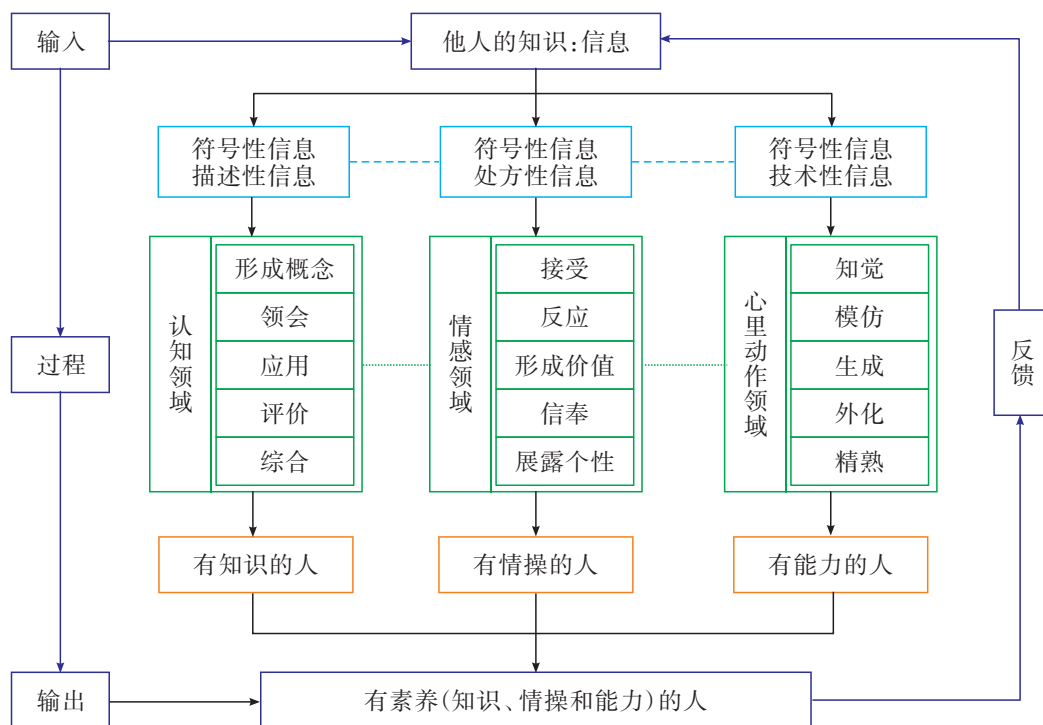 输入
他人的知识:信息
符号性信息
描述性信息
符号性信息
处方性信息
符号性信息
技术性信息
过程
认知领域
形成概念
领会
应用
评价
综合
情感领域
接受
反应
形成价值
信奉
展露个性
心里动作领域
知觉
模仿
生成
外化
精熟
反馈
有知识的人
有情操的人
有能力的人
输出
有素养(知识、情操和能力)的人